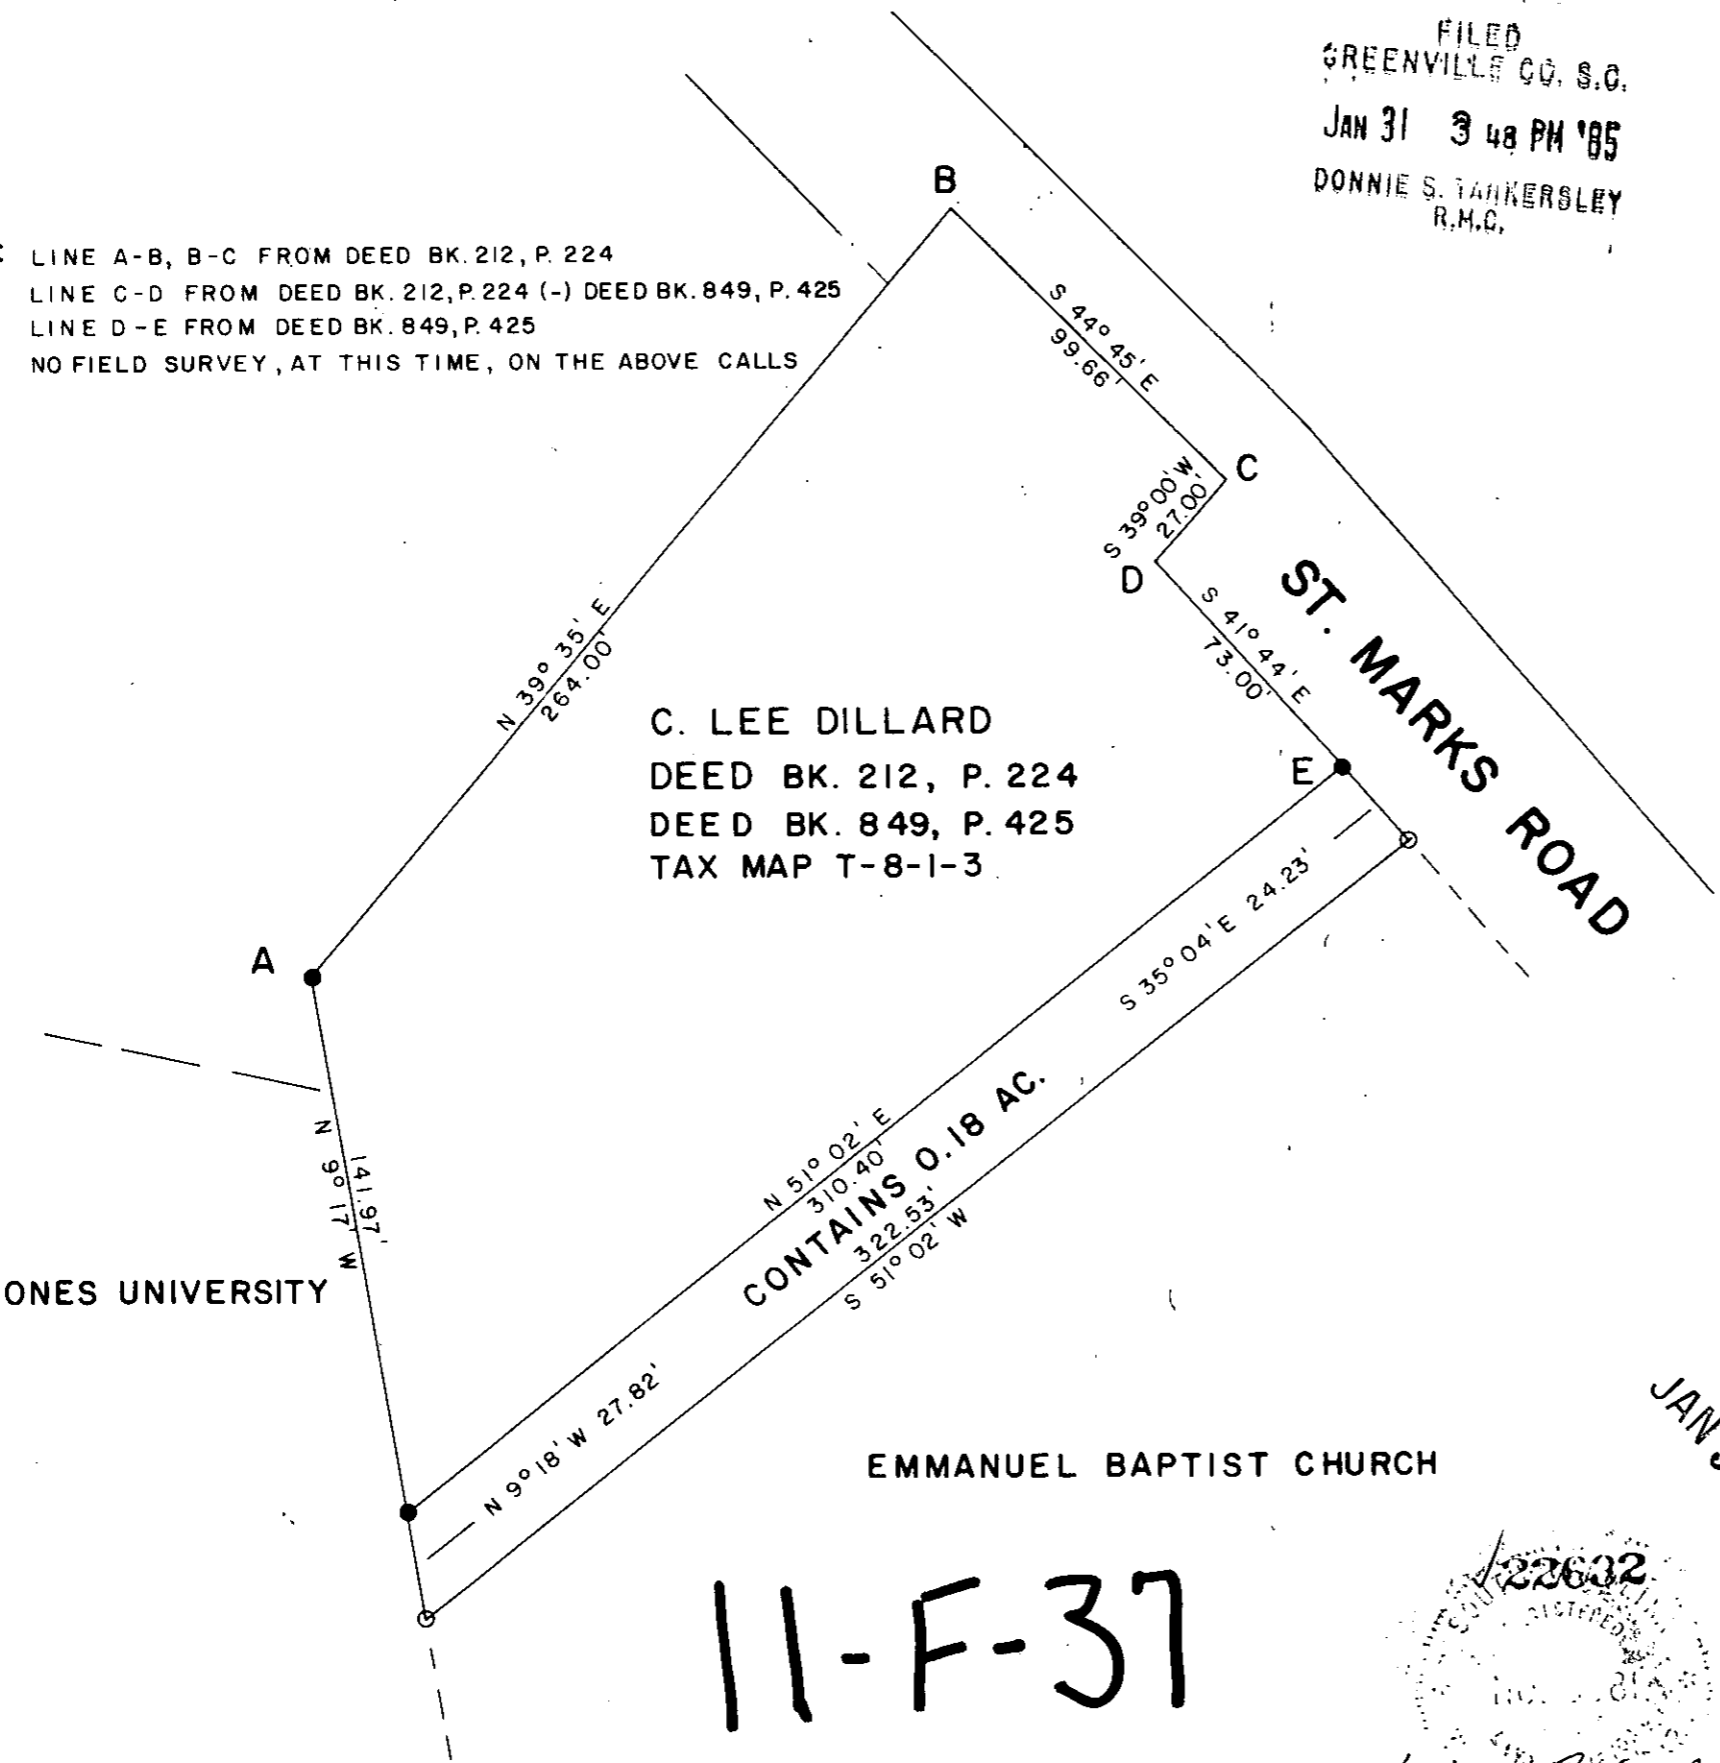 FILED
GREENVILLE CO. S.C.
JAN 31 3 48 PM '85
DONNIE S. TANKERSLEY
R.M.C.
LINE A-B, B-C FROM DEED BK. 212, P. 224
LINE C-D FROM DEED BK. 212, P. 224 (-) DEED BK. 849, P. 425
LINE D-E FROM DEED BK. 849, P. 425
NO FIELD SURVEY, AT THIS TIME, ON THE ABOVE CALLS
B
S 44° 45' E
99.66'
C
S 39° 00' W
27.00'
D
S 41° 44' E
73.00'
E
ST. MARKS ROAD
N 39° 35' E
264.00'
C. LEE DILLARD
DEED BK. 212, P. 224
DEED BK. 849, P. 425
TAX MAP T-8-1-3
A
S 35° 04' E 24.23'
N 51° 02' E
310.40'
CONTAINS 0.18 AC.
322.53'
S 51° 02' W
141.97'
N 9° 17' W
ONES UNIVERSITY
N 9° 18' W 27.82'
EMMANUEL BAPTIST CHURCH
JAN
11-F-37
22632